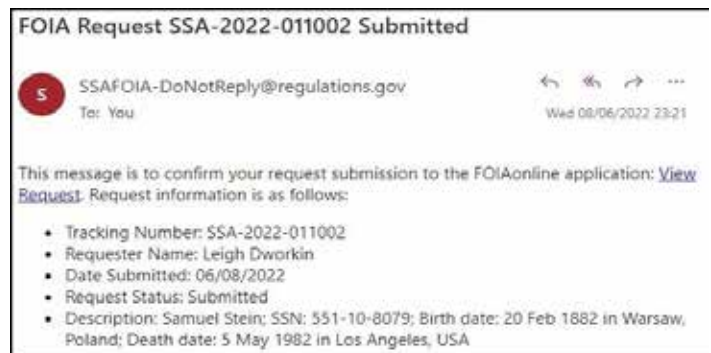 FOIA Request SSA-2022-011002 Submitted
S
SSAFOIA-DoNotReply@regulations.gov
To: You
Wed 08/06/2022 23:21
This message is to confirm your request submission to the FOIAonline application: View
Request. Request information is as follows:
• Tracking Number: SSA-2022-011002
• Requester Name: Leigh Dworkin
• Date Submitted: 06/08/2022
• Request Status: Submitted
• Description: Samuel Stein; SSN: 551-10-8079; Birth date: 20 Feb 1882 in Warsaw,
Poland; Death date: 5 May 1982 in Los Angeles, USA